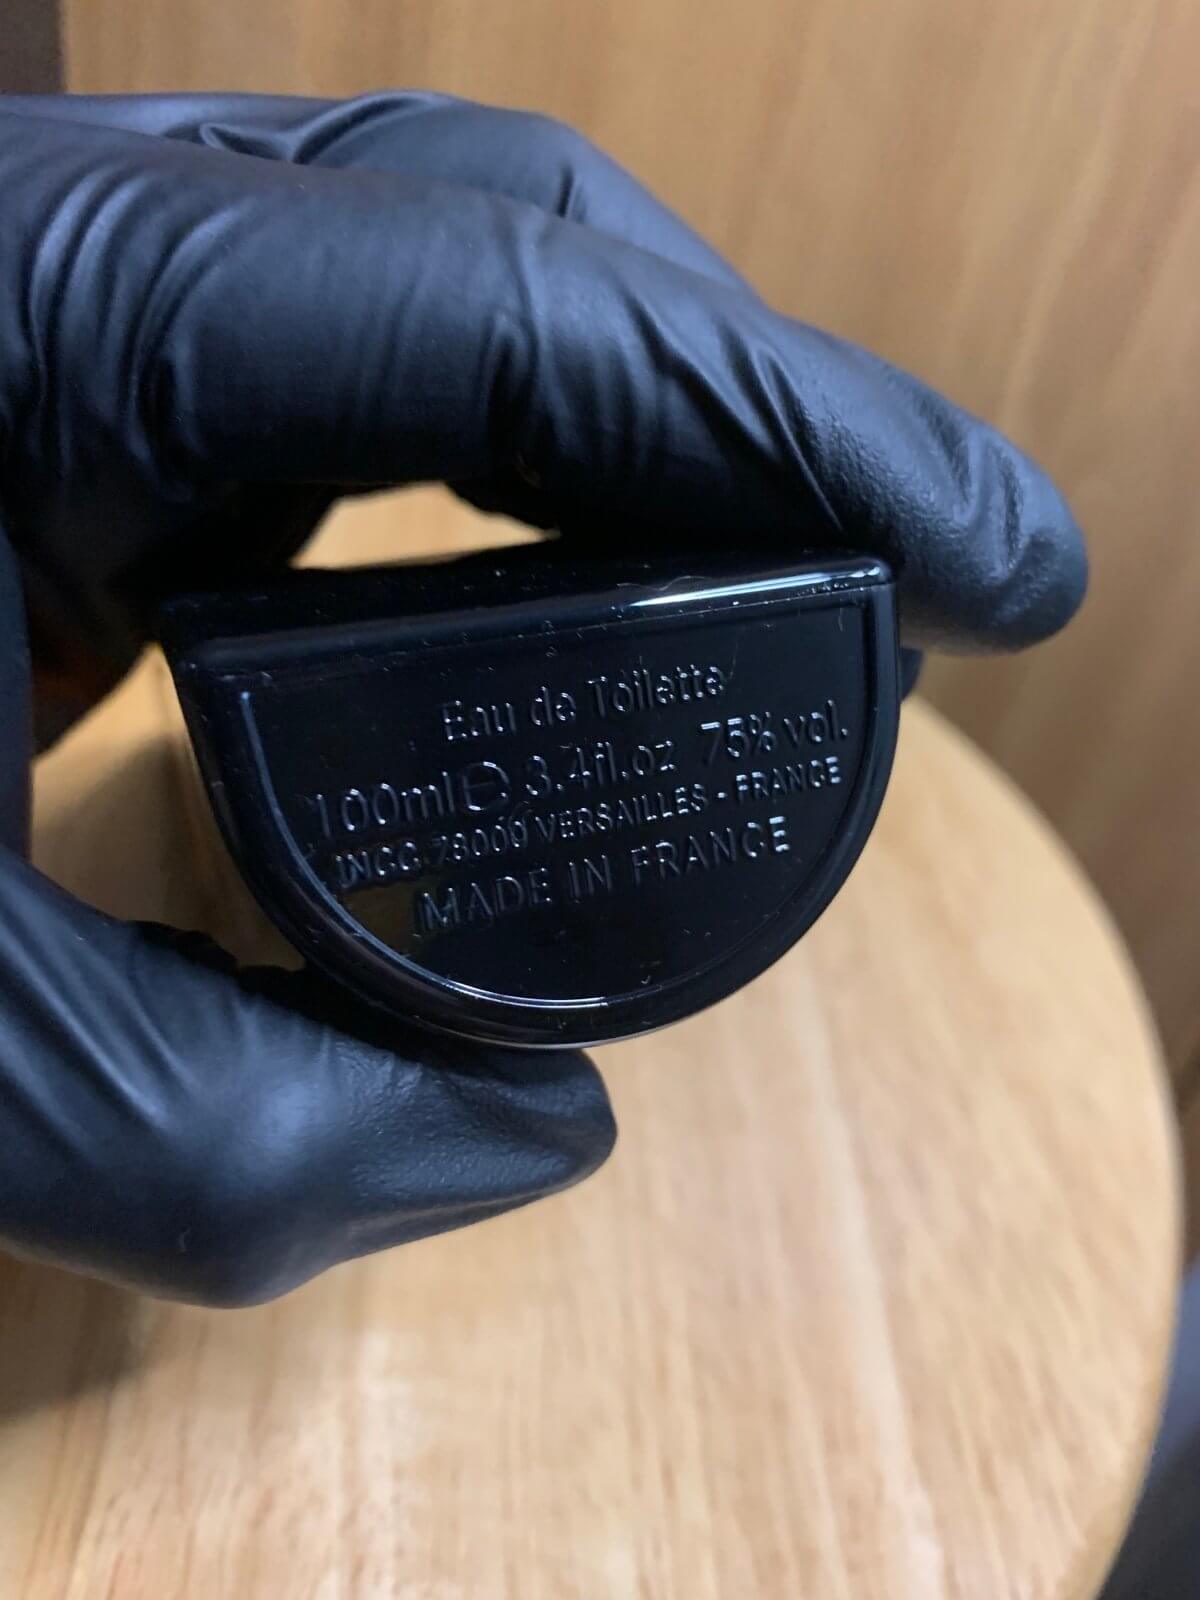 Eau de Toilette
100ml ℮ 3.4fl.oz 75% vol.
INCC 78000 VERSAILLES - FRANCE
MADE IN FRANCE